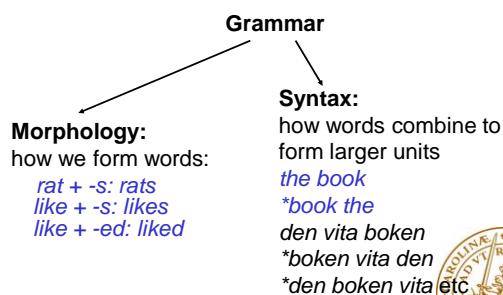 Grammar
Morphology:
how we form words:
rat + -s: rats
like + -s: likes
like + -ed: liked
Syntax:
how words combine to
form larger units
the book
*book the
den vita boken
*boken vita den
*den boken vita etc